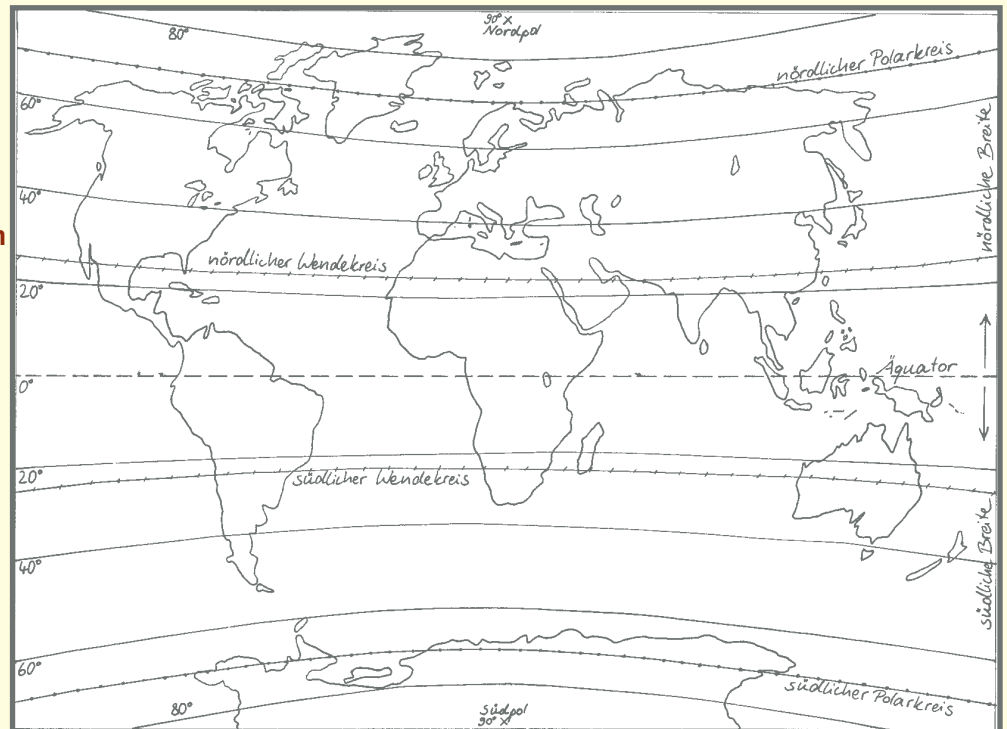 90° X
Nordpol
80°
nördlicher Polarkreis
60°
nördliche Breite
40°
n
nördlicher Wendekreis
20°
Äquator
0°
20°
südlicher Wendekreis
40°
südliche Breite
60°
südlicher Polarkreis
80°
Südpol
90° X